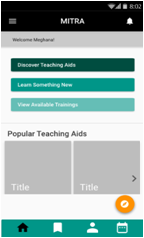 8:02
MITRA
Welcome Meghana!
Discover Teaching Aids
Learn Something New
View Available Trainings
Popular Teaching Aids
Title Title